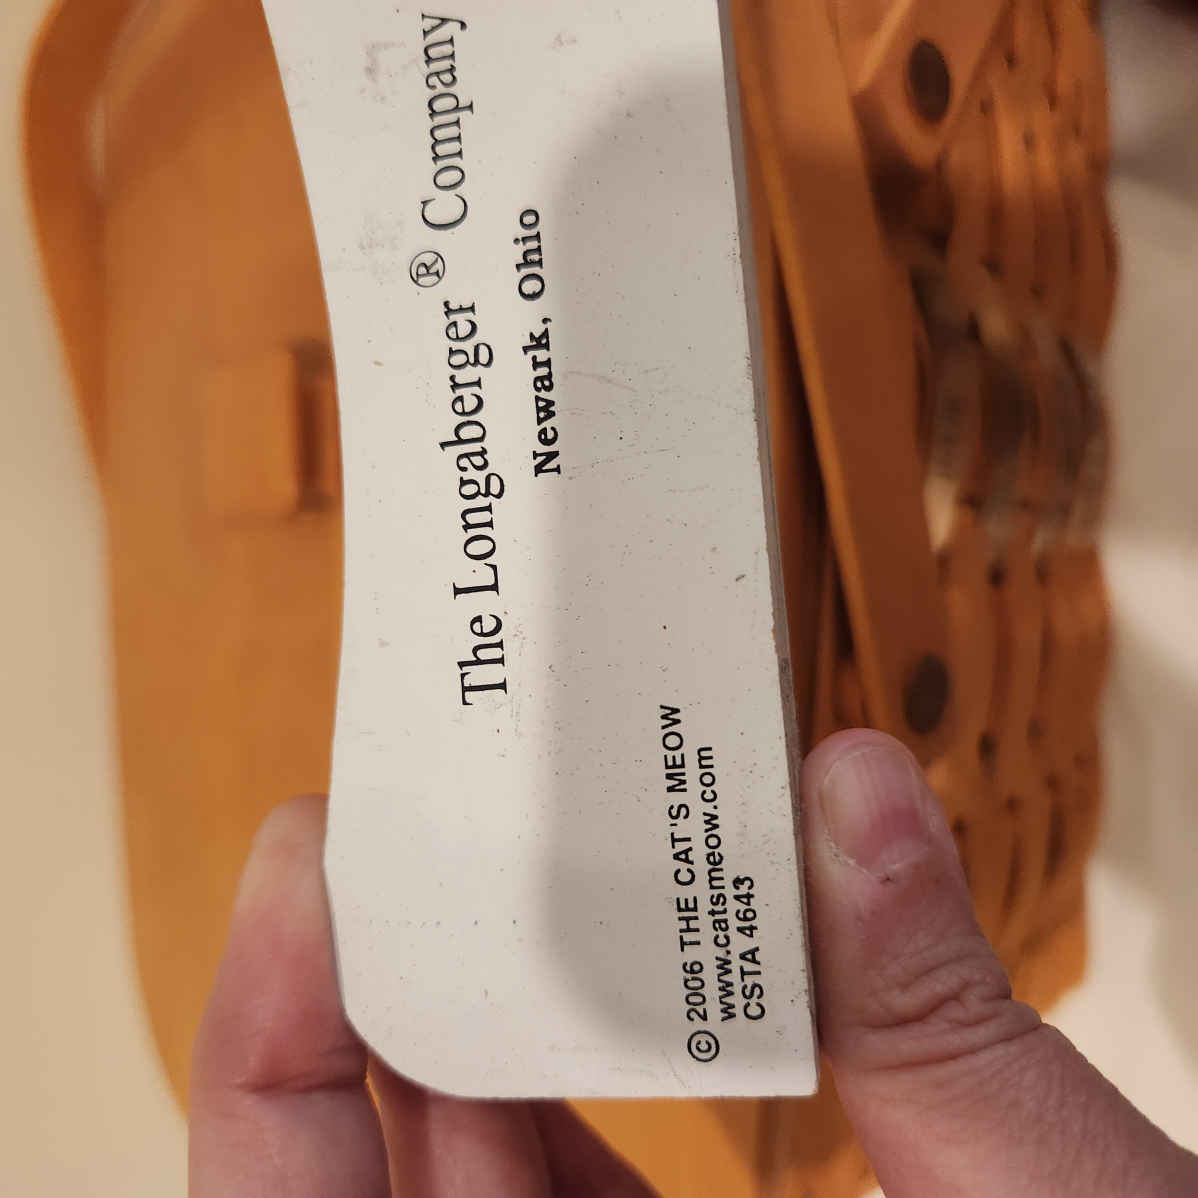 The Longaberger ® Company
Newark, Ohio
© 2006 THE CAT'S MEOW
www.catsmeow.com
CSTA 4643